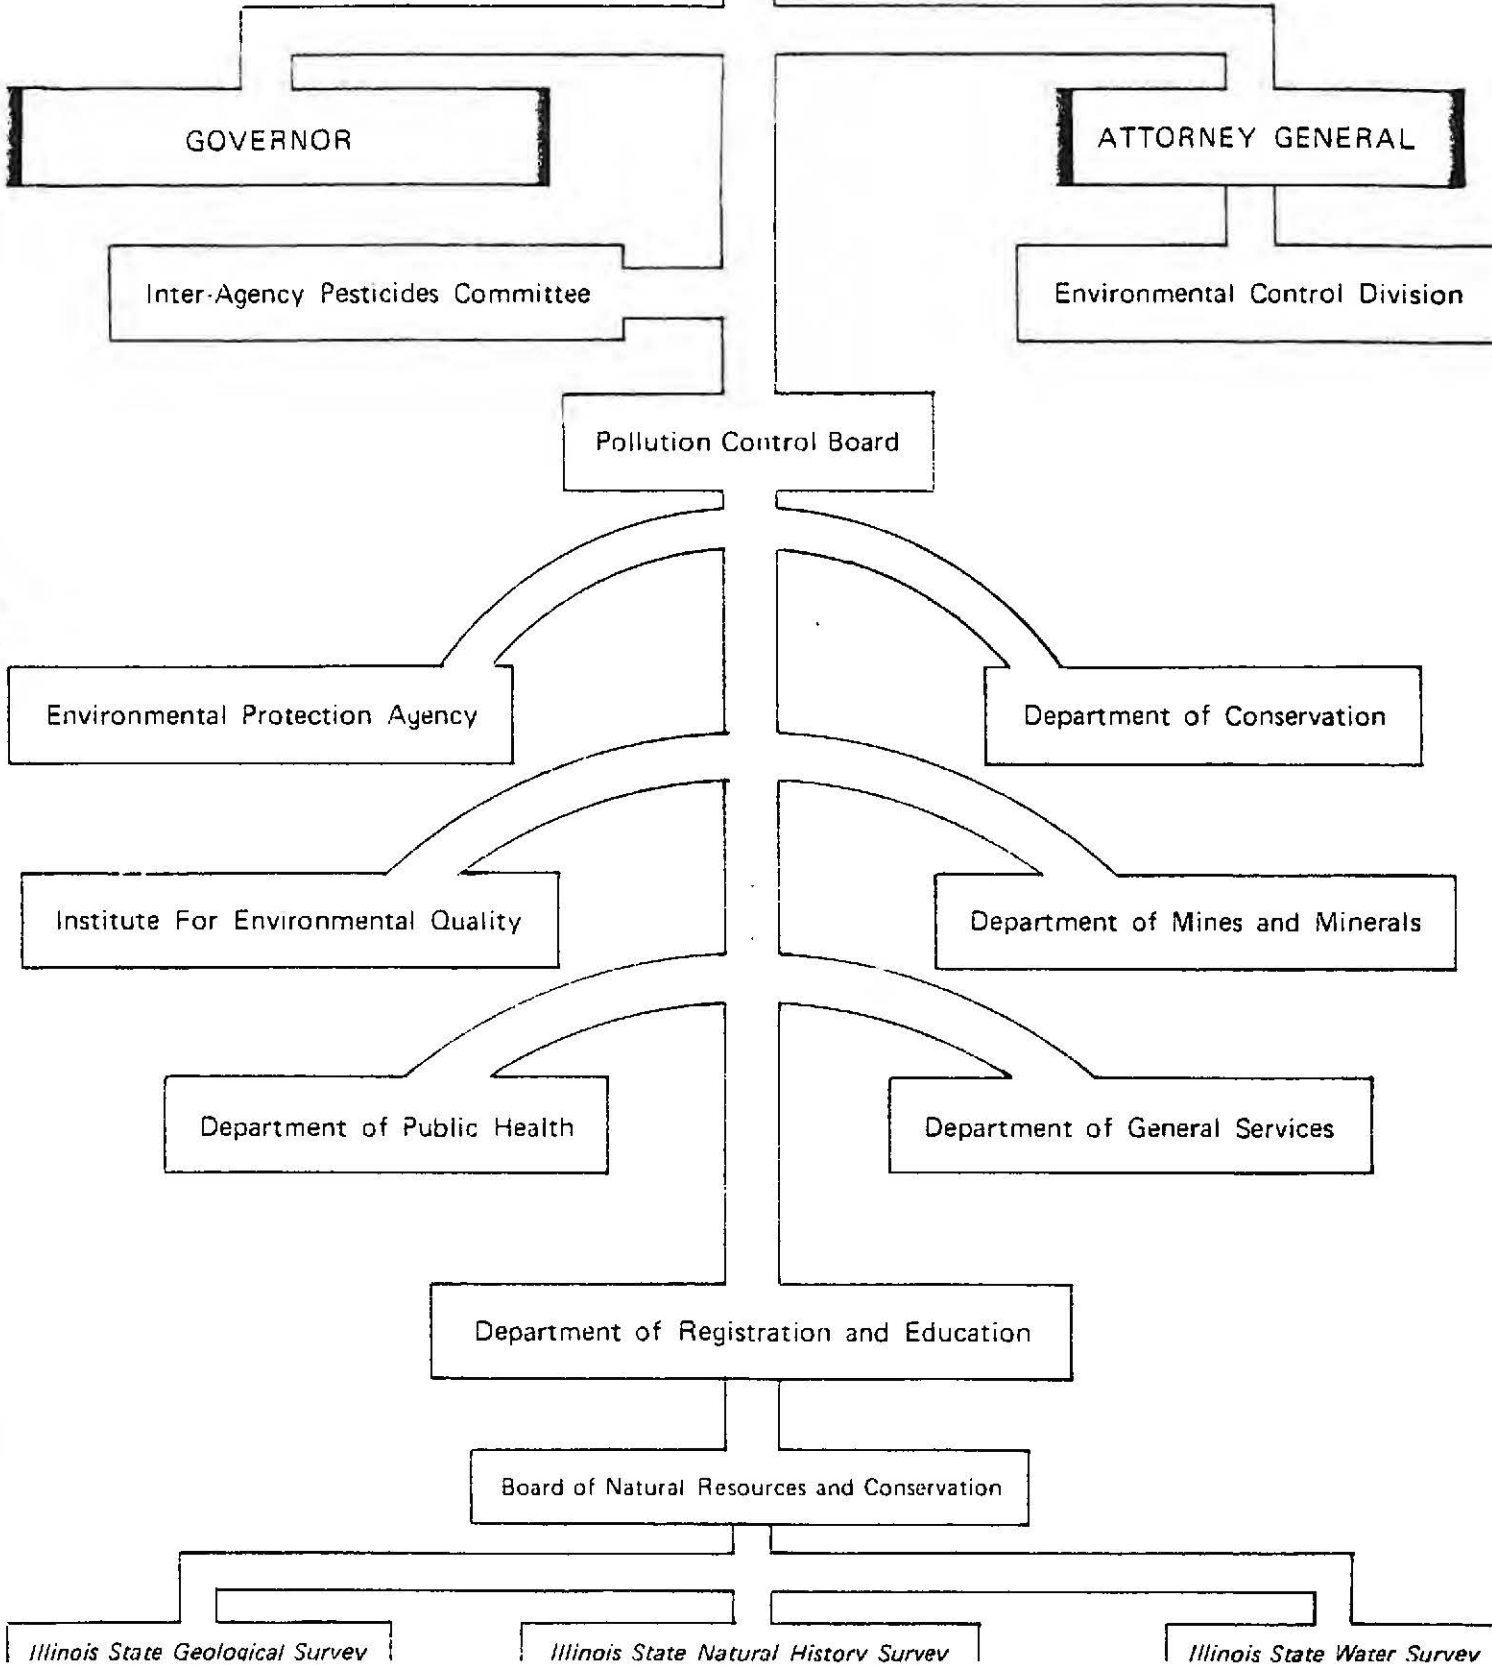 GOVERNOR
ATTORNEY GENERAL
Inter-Agency Pesticides Committee
Environmental Control Division
Pollution Control Board
Environmental Protection Agency
Department of Conservation
Institute For Environmental Quality
Department of Mines and Minerals
Department of Public Health
Department of General Services
Department of Registration and Education
Board of Natural Resources and Conservation
Illinois State Geological Survey
Illinois State Natural History Survey
Illinois State Water Survey